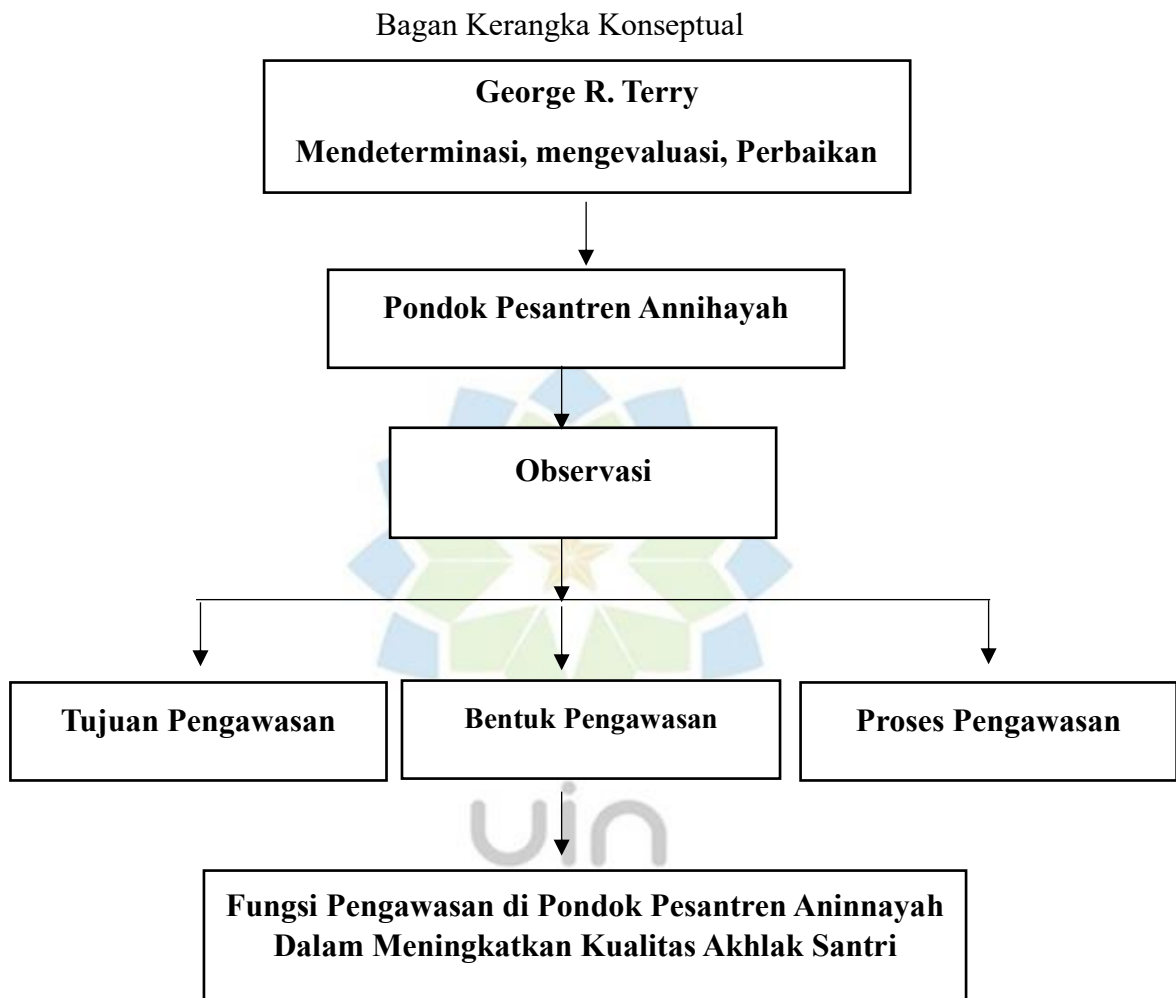 Bagan Kerangka Konseptual
George R. Terry
Mendeterminasi, mengevaluasi, Perbaikan
Pondok Pesantren Annihayah
Observasi
Tujuan Pengawasan
Bentuk Pengawasan
Proses Pengawasan
uin
Fungsi Pengawasan di Pondok Pesantren Aninnayah
Dalam Meningkatkan Kualitas Akhlak Santri